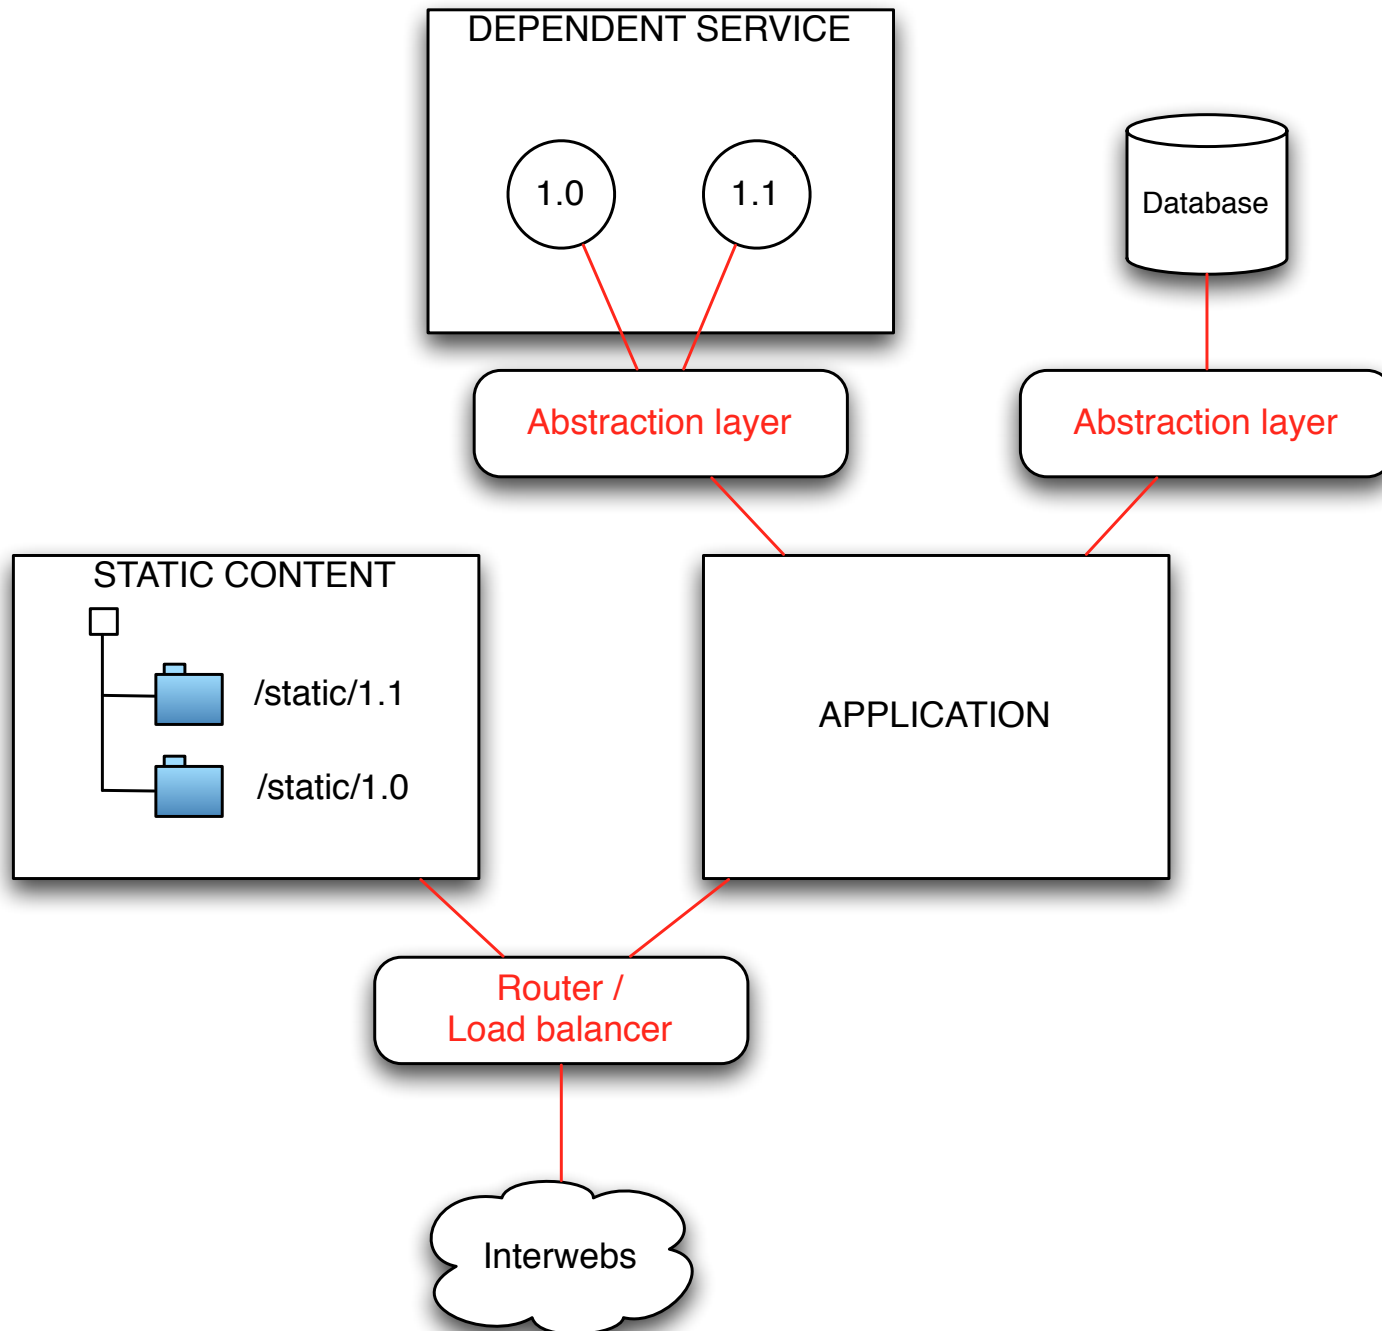 DEPENDENT SERVICE
1.0
1.1
Database
Abstraction layer
Abstraction layer
STATIC CONTENT
/static/1.1
/static/1.0
APPLICATION
Router /
Load balancer
Interwebs